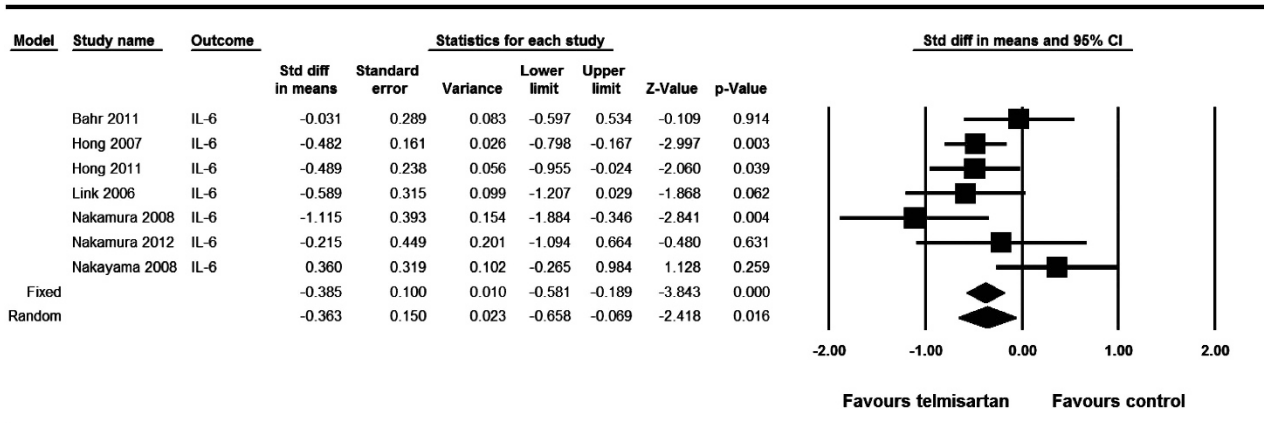 Model Study name Outcome Statistics for each study Std diff in means and 95% CI
Std diff in means Standard error Variance Lower limit Upper limit Z-Value p-Value
Bahr 2011 IL-6 -0.031 0.289 0.083 -0.597 0.534 -0.109 0.914
Hong 2007 IL-6 -0.482 0.161 0.026 -0.798 -0.167 -2.997 0.003
Hong 2011 IL-6 -0.489 0.238 0.056 -0.955 -0.024 -2.060 0.039
Link 2006 IL-6 -0.589 0.315 0.099 -1.207 0.029 -1.868 0.062
Nakamura 2008 IL-6 -1.115 0.393 0.154 -1.884 -0.346 -2.841 0.004
Nakamura 2012 IL-6 -0.215 0.449 0.201 -1.094 0.664 -0.480 0.631
Nakayama 2008 IL-6 0.360 0.319 0.102 -0.265 0.984 1.128 0.259
Fixed -0.385 0.100 0.010 -0.581 -0.189 -3.843 0.000
Random -0.363 0.150 0.023 -0.658 -0.069 -2.418 0.016
-2.00 -1.00 0.00 1.00 2.00
Favours telmisartan Favours control